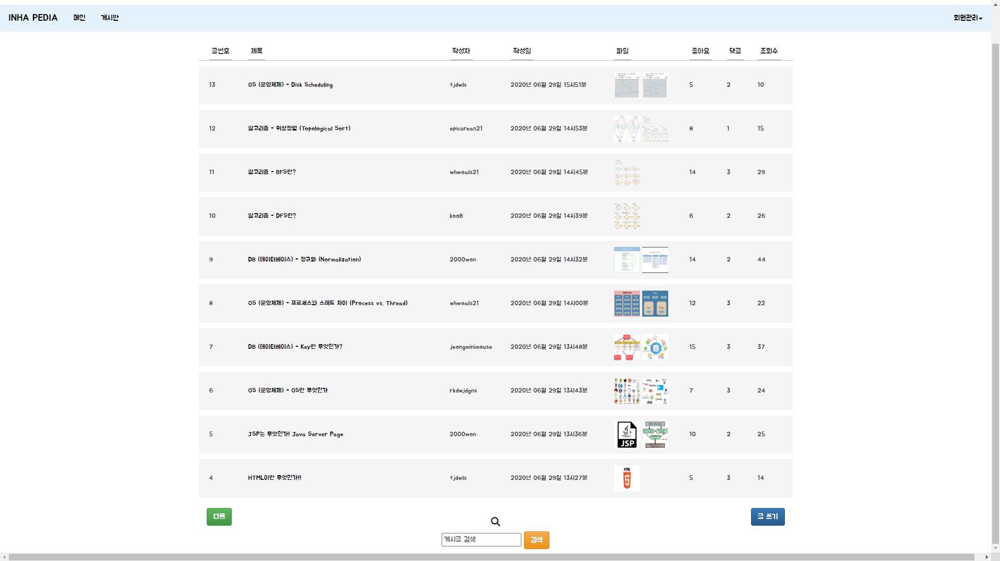 INHA PEDIA 메인 게시판 회원관리
글번호 제목 작성자 작성일 파일 좋아요 댓글 조회수
13 OS (운영체제) - Disk Scheduling tjdwls 2020년 06월 29일 15시51분 5 2 10
12 알고리즘 - 위상정렬 (Topological Sort) epicurean21 2020년 06월 29일 14시53분 8 1 15
11 알고리즘 - BFS란? whwoals21 2020년 06월 29일 14시45분 14 3 29
10 알고리즘 - DFS란? kooB 2020년 06월 29일 14시39분 6 2 26
9 DB (데이터베이스) - 정규화 (Normalization) 2000won 2020년 06월 29일 14시32분 14 2 44
8 OS (운영체제) - 프로세스와 스레드 차이 (Process vs. Thread) whwoals21 2020년 06월 29일 14시00분 12 3 22
7 DB (데이터베이스) - Key란 무엇인가? jeongminimouse 2020년 06월 29일 13시48분 15 3 37
6 OS (운영체제) - OS란 무엇인가 rkdwjdgns 2020년 06월 29일 13시43분 7 3 24
UNIX
5 JSP는 무엇인가! Java Server Page 2000won 2020년 06월 29일 13시36분 10 2 25
JSP
4 HTML이란 무엇인가!! tjdwls 2020년 06월 29일 13시27분 5 3 14
HTML
5
다음 글 쓰기
게시글 검색 검색